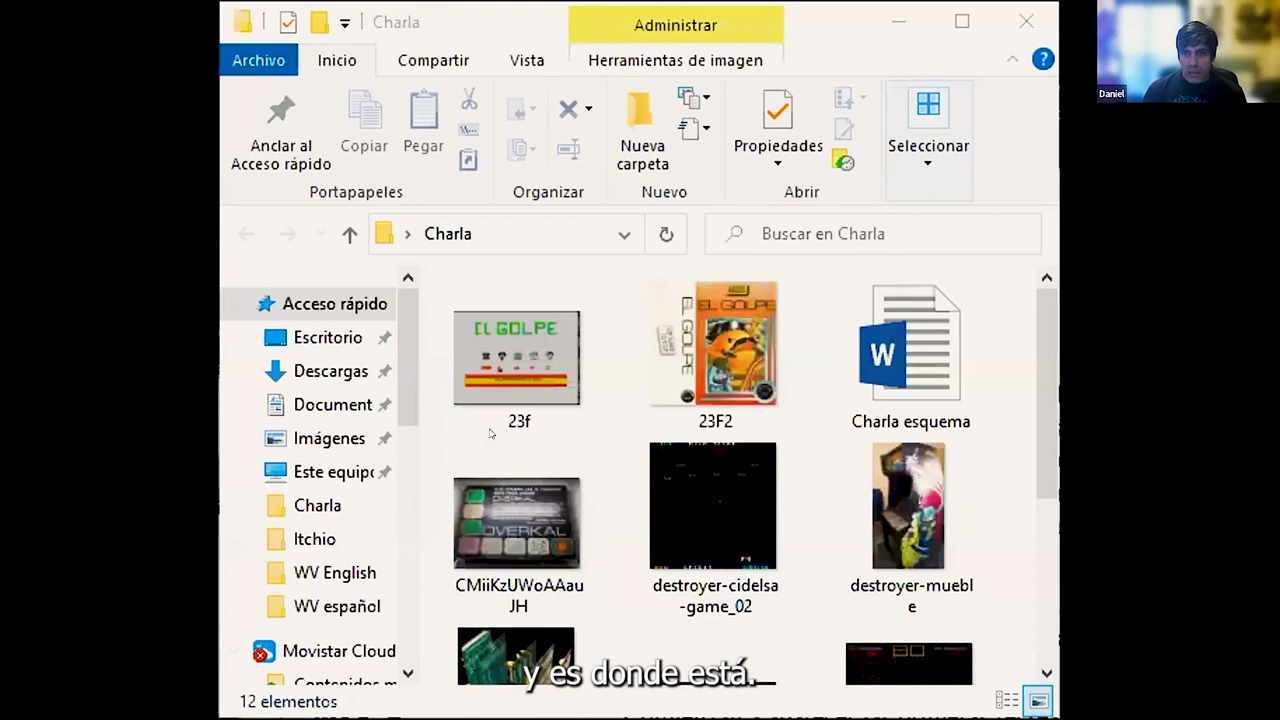 Charla
Administrar
Archivo
Inicio
Compartir
Vista
Herramientas de imagen
Daniel
Anclar al
Acceso rápido
Copiar
Pegar
Nueva
carpeta
Propiedades
Seleccionar
Portapapeles
Organizar
Nuevo
Abrir
Charla
Buscar en Charla
Acceso rápido
Escritorio
Descargas
Document
Imágenes
Este equipo
Charla
Itchio
WV English
WV español
Movistar Cloud
EL GOLPE
23f
EL GOLPE
EL GOLPE
23F2
W
Charla esquema
OVERKAL
CMiiKzUWoAAau
JH
destroyer-cidelsa
-game_02
destroyer-muebl
e
y es donde está.
12 elementos